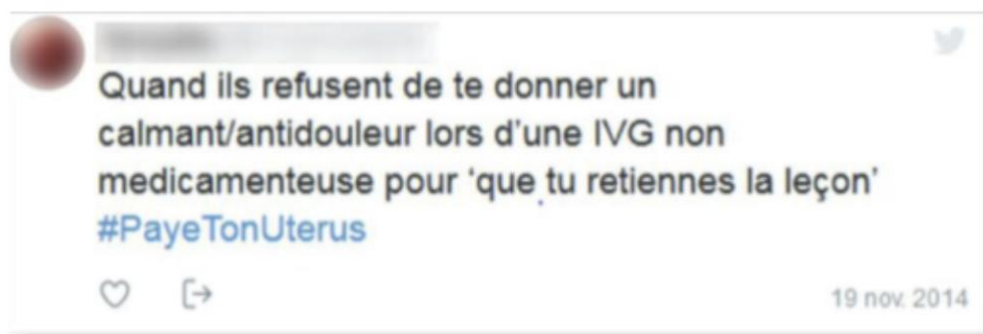 Quand ils refusent de te donner un
calmant/antidouleur lors d'une IVG non
medicamenteuse pour ‘que tu retiennes la leçon’
#PayeTonUterus
19 nov. 2014